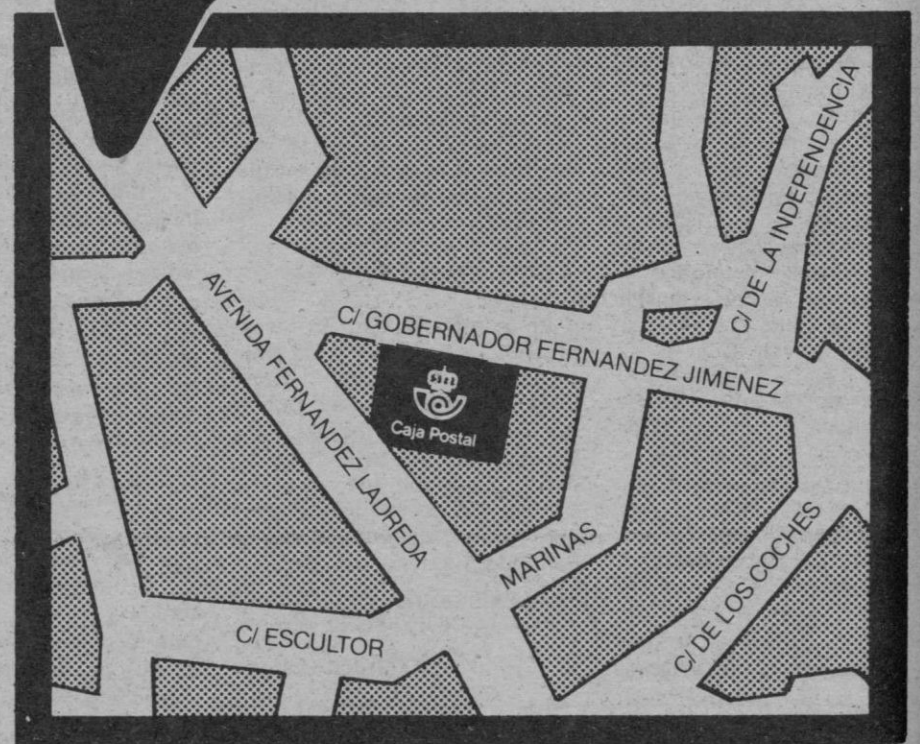 C/ DE LA INDEPENDENCIA
C/ GOBERNADOR FERNANDEZ JIMENEZ
AVENIDA FERNANDEZ LADREDA
Caja Postal
MARINAS
C/ DE LOS COCHES
C/ ESCULTOR